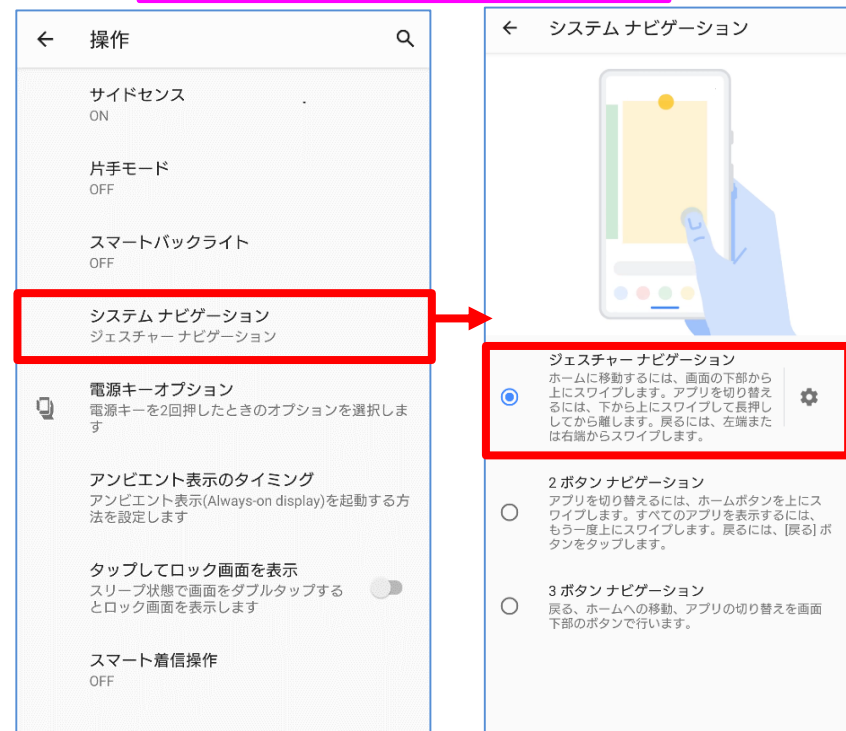 操作
サイドセンス
ON
片手モード
OFF
スマートバックライト
OFF
システム ナビゲーション
ジェスチャー ナビゲーション
電源キーオプション
電源キーを2回押したときのオプションを選択しま
す
アンビエント表示のタイミング
アンビエント表示(Always-on display)を起動する方
法を設定します
タップしてロック画面を表示
スリープ状態で画面をダブルタップする
とロック画面を表示します
スマート着信操作
OFF
システム ナビゲーション
ジェスチャー ナビゲーション
ホームに移動するには、画面の下部から
上にスワイプします。アプリを切り替え
るには、下から上にスワイプして長押し
してから離します。戻るには、左端また
は右端からスワイプします。
2 ボタン ナビゲーション
アプリを切り替えるには、ホームボタンを上にス
ワイプします。すべてのアプリを表示するには、
もう一度上にスワイプします。戻るには、[戻る] ボ
タンをタップします。
3 ボタン ナビゲーション
戻る、ホームへの移動、アプリの切り替えを画面
下部のボタンで行います。